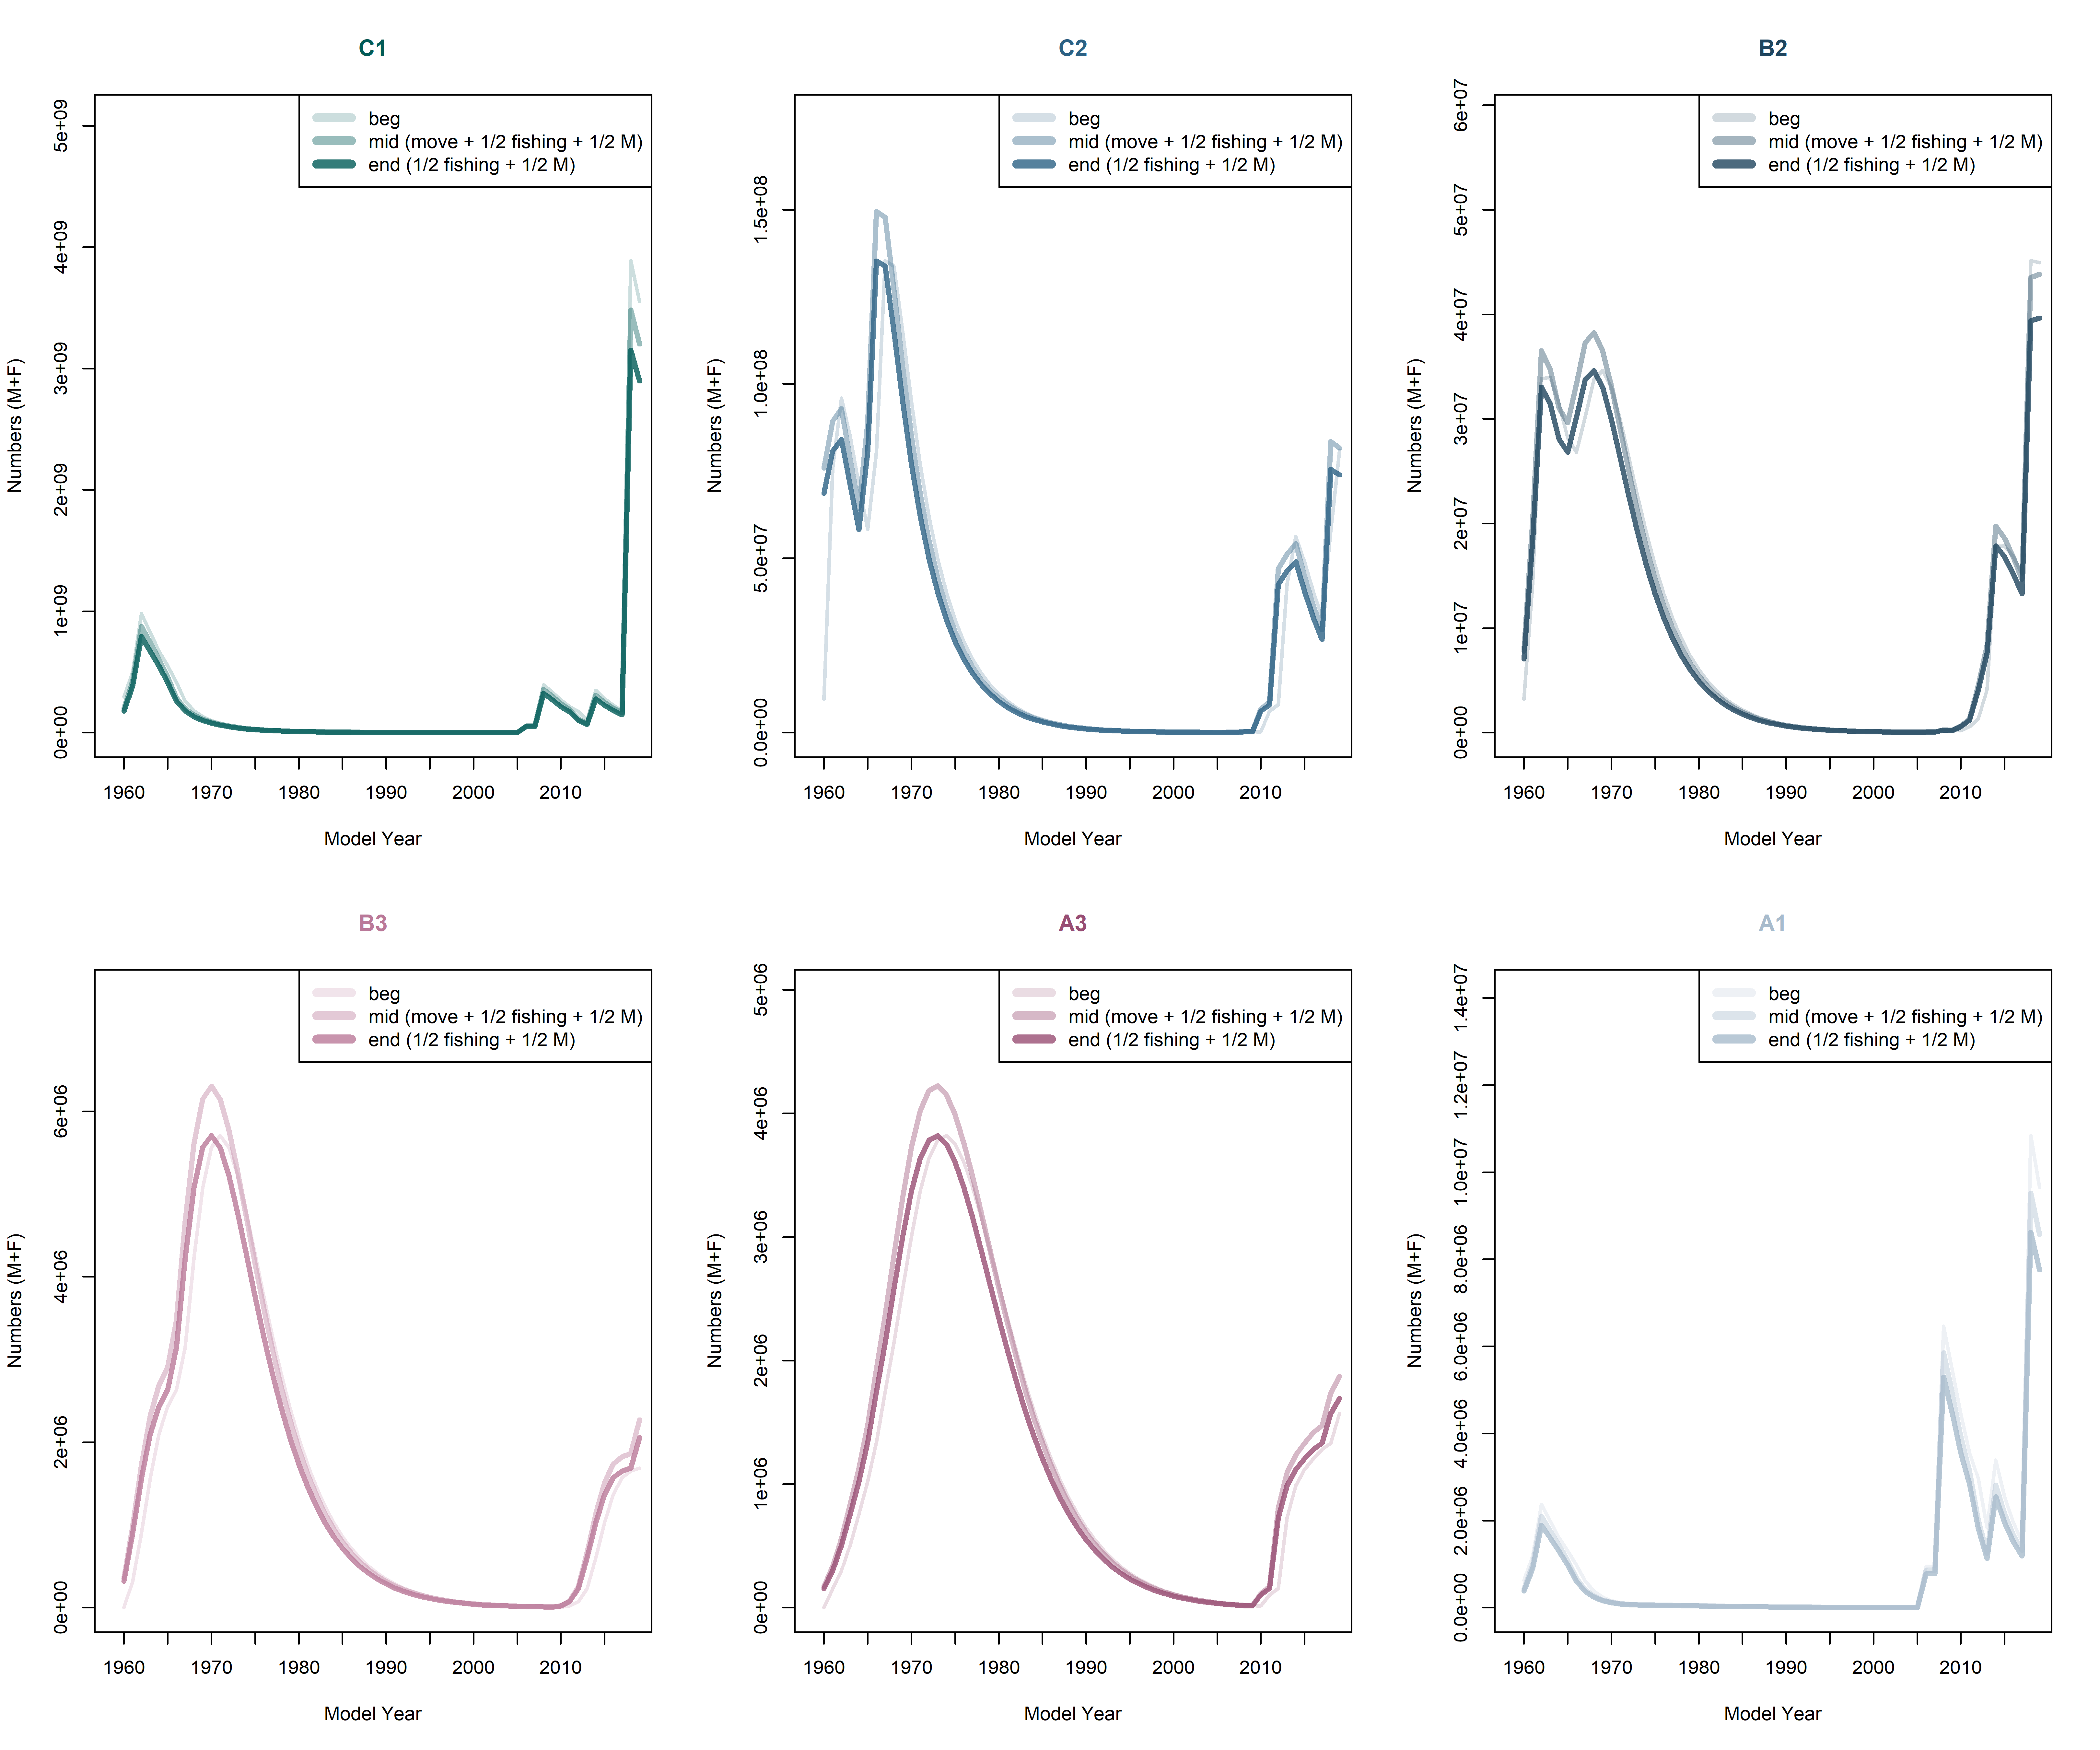 C1
beg
mid (move + 1/2 fishing + 1/2 M)
end (1/2 fishing + 1/2 M)
Numbers (M+F)
5e+09
4e+09
3e+09
2e+09
1e+09
0e+00
1960 1970 1980 1990 2000 2010
Model Year
C2
beg
mid (move + 1/2 fishing + 1/2 M)
end (1/2 fishing + 1/2 M)
Numbers (M+F)
1.5e+08
1.0e+08
5.0e+07
0.0e+00
1960 1970 1980 1990 2000 2010
Model Year
B2
beg
mid (move + 1/2 fishing + 1/2 M)
end (1/2 fishing + 1/2 M)
Numbers (M+F)
6e+07
5e+07
4e+07
3e+07
2e+07
1e+07
0e+00
1960 1970 1980 1990 2000 2010
Model Year
B3
beg
mid (move + 1/2 fishing + 1/2 M)
end (1/2 fishing + 1/2 M)
Numbers (M+F)
6e+06
4e+06
2e+06
0e+00
1960 1970 1980 1990 2000 2010
Model Year
A3
beg
mid (move + 1/2 fishing + 1/2 M)
end (1/2 fishing + 1/2 M)
Numbers (M+F)
5e+06
4e+06
3e+06
2e+06
1e+06
0e+00
1960 1970 1980 1990 2000 2010
Model Year
A1
beg
mid (move + 1/2 fishing + 1/2 M)
end (1/2 fishing + 1/2 M)
Numbers (M+F)
1.4e+07
1.2e+07
1.0e+07
8.0e+06
6.0e+06
4.0e+06
2.0e+06
0.0e+00
1960 1970 1980 1990 2000 2010
Model Year